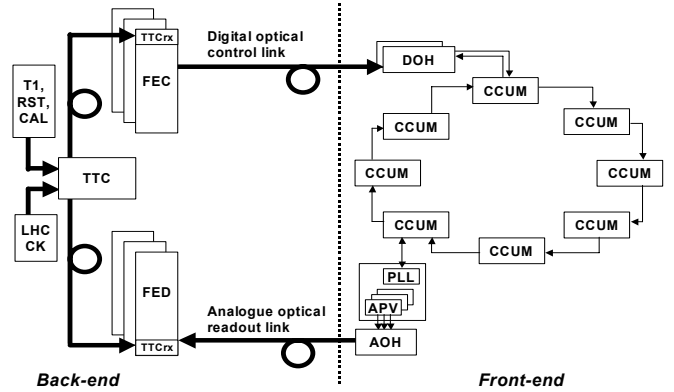 TTCrx
FEC
Digital optical
control link
DOH
CCUM
CCUM
CCUM
CCUM
CCUM
CCUM
CCUM
CCUM
T1,
RST,
CAL
TTC
LHC
CK
FED
TTCrx
Analogue optical
readout link
PLL
APV
AOH
Back-end
Front-end